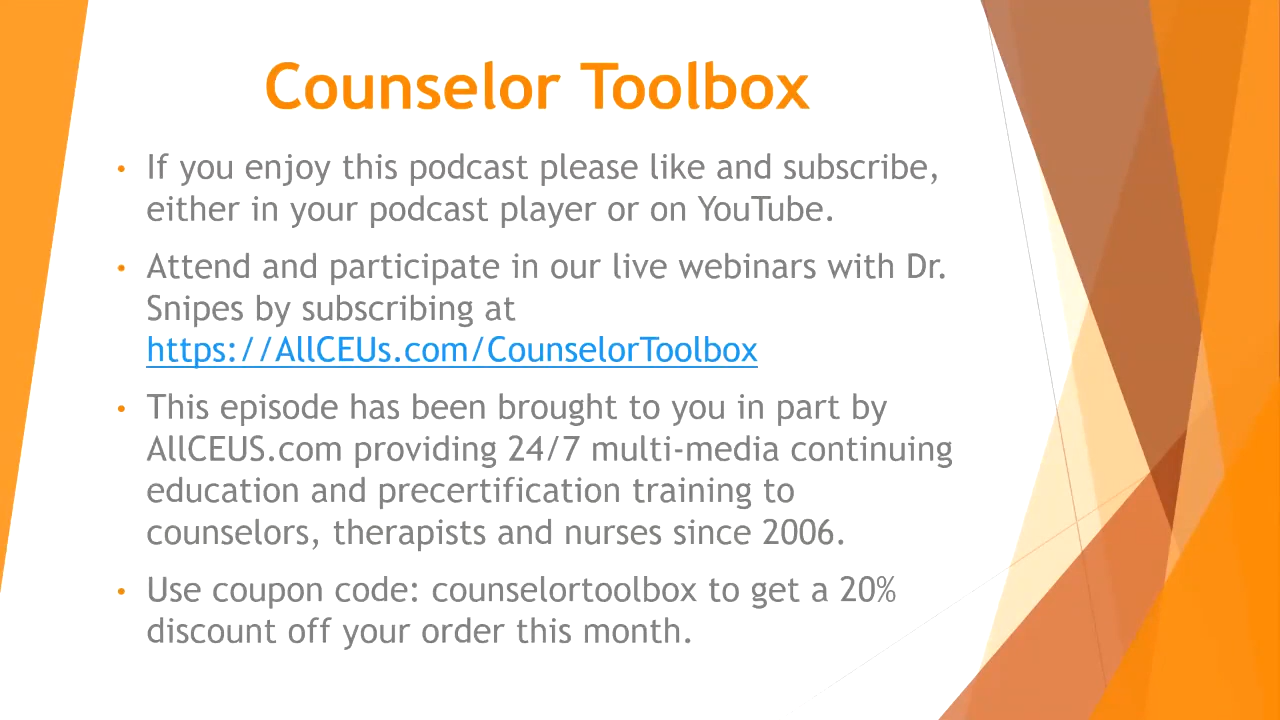 Counselor Toolbox
• If you enjoy this podcast please like and subscribe,
either in your podcast player or on YouTube.
• Attend and participate in our live webinars with Dr.
Snipes by subscribing at
https://AllCEUs.com/CounselorToolbox
• This episode has been brought to you in part by
AllCEUS.com providing 24/7 multi-media continuing
education and precertification training to
counselors, therapists and nurses since 2006.
• Use coupon code: counselortoolbox to get a 20%
discount off your order this month.